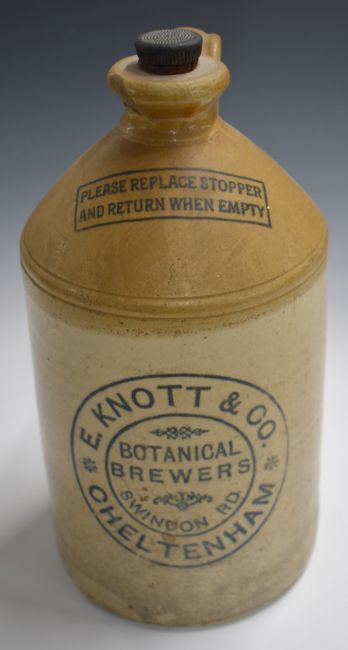 PLEASE REPLACE STOPPER
AND RETURN WHEN EMPTY
E. KNOTT & CO.
BOTANICAL
BREWERS
SWINDON RD.
CHELTENHAM